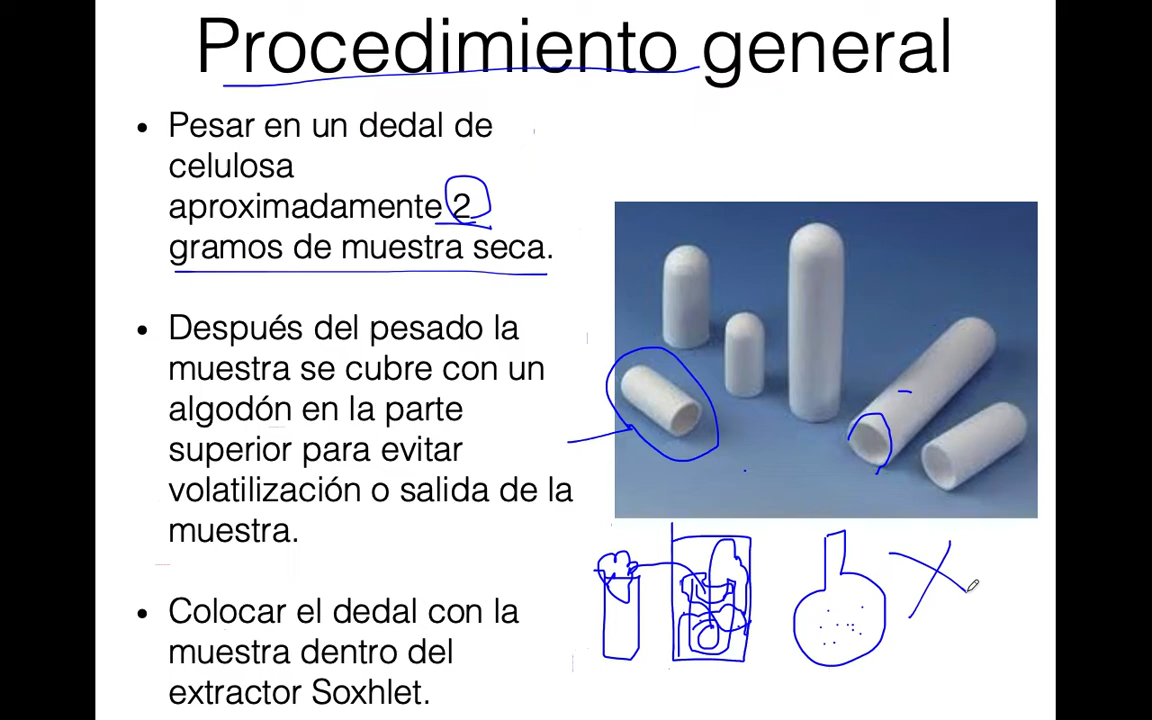 Procedimiento general
• Pesar en un dedal de
celulosa
aproximadamente 2
gramos de muestra seca.
• Después del pesado la
muestra se cubre con un
algodón en la parte
superior para evitar
volatilización o salida de la
muestra.
• Colocar el dedal con la
muestra dentro del
extractor Soxhlet.